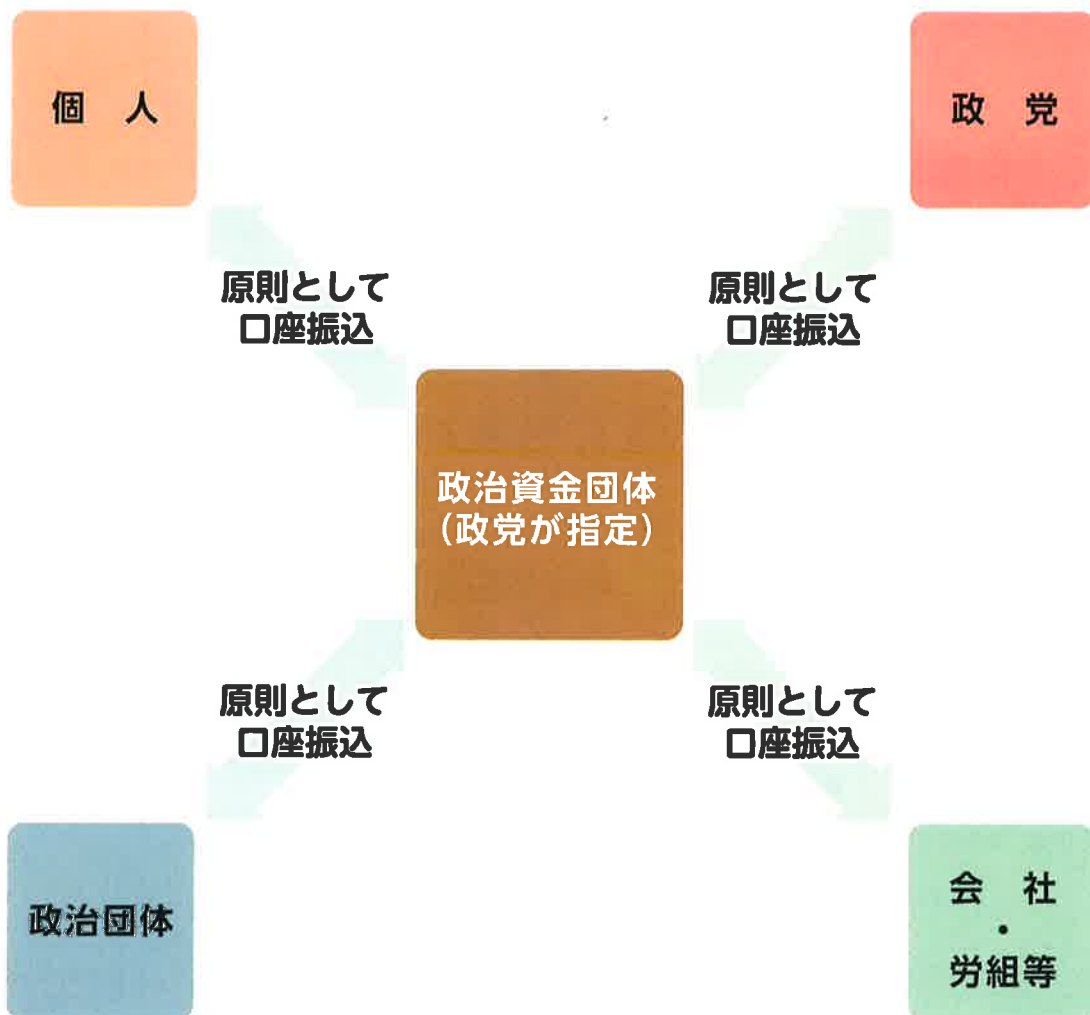 個　人
政　党
原則として
口座振込
原則として
口座振込
政治資金団体
（政党が指定）
原則として
口座振込
原則として
口座振込
政治団体
会　社
・
労組等